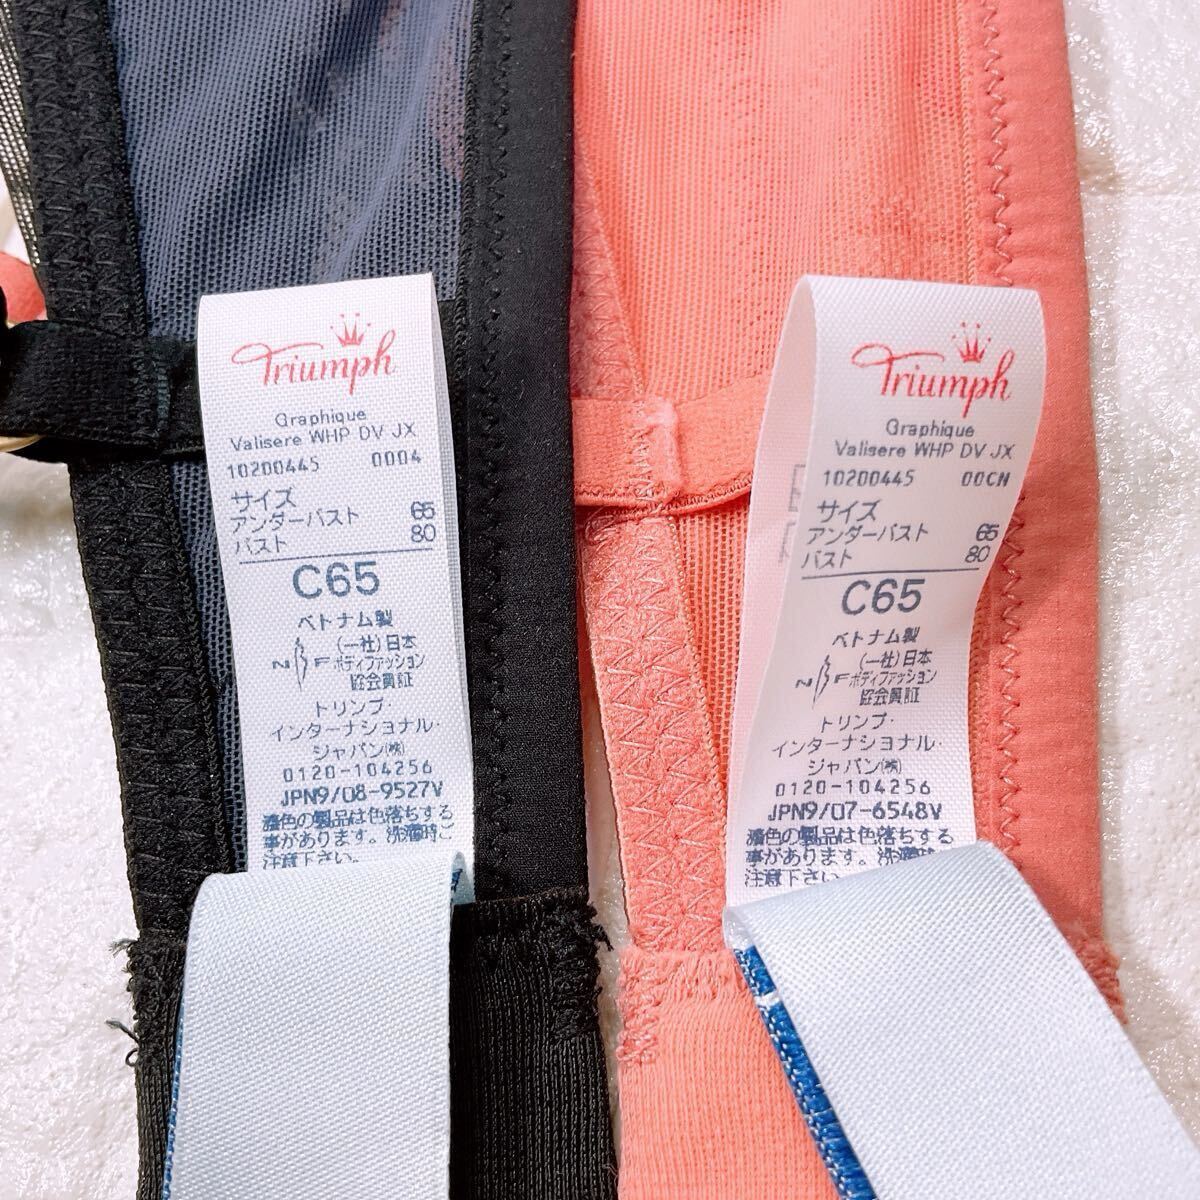 Triumph
Graphique
Valisere WHP DV JX
10200445 0004
サイズ
アンダーバスト 65
バスト 80
C65
ベトナム製
(一社)日本
NBF ボディファッション
協会員証
トリンプ・
インターナショナル・
ジャパン(株)
0120-104256
JPN9/08-9527V
濃色の製品は色落ちする
事があります。洗濯時ご
注意下さい。
Triumph
Graphique
Valisere WHP DV JX
10200445 00CN
サイズ
アンダーバスト 65
バスト 80
C65
ベトナム製
(一社)日本
NBF ボディファッション
協会員証
トリンプ・
インターナショナル・
ジャパン(株)
0120-104256
JPN9/07-6548V
濃色の製品は色落ちする
事があります。洗濯時ご
注意下さい。